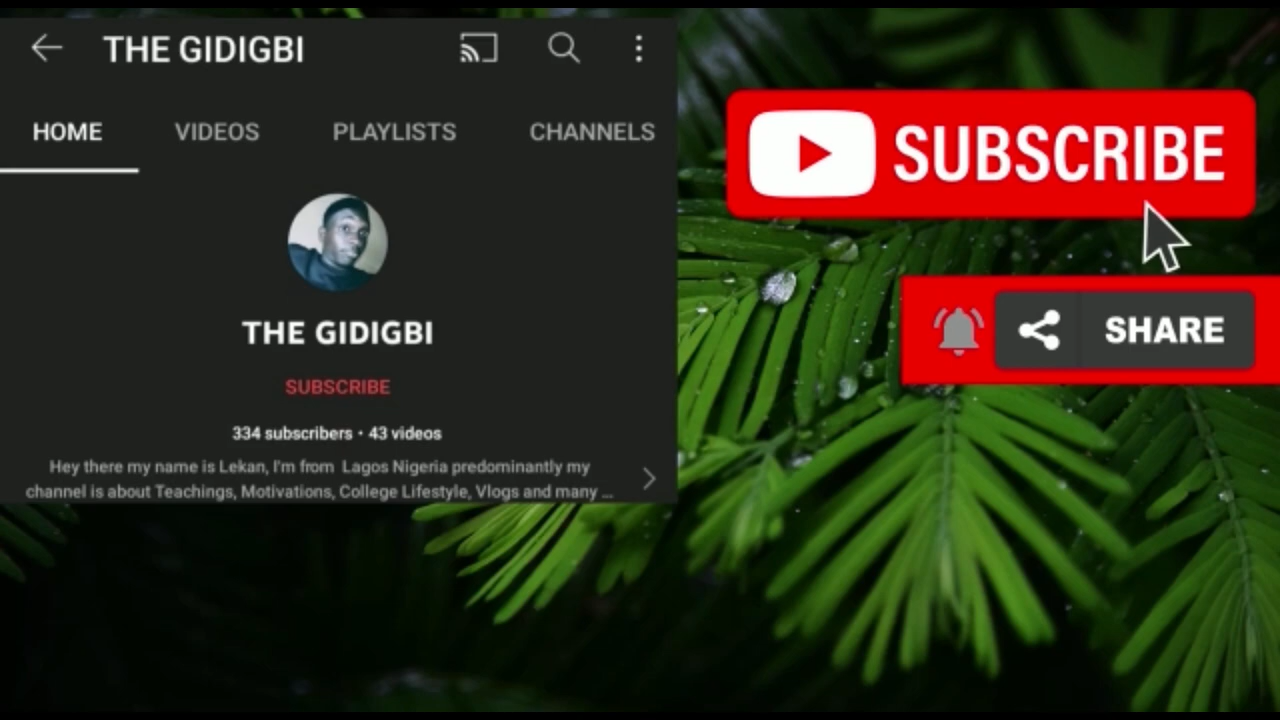 THE GIDIGBI
HOME VIDEOS PLAYLISTS CHANNELS
THE GIDIGBI
SUBSCRIBE
334 subscribers • 43 videos
Hey there my name is Lekan, I'm from Lagos Nigeria predominantly my
channel is about Teachings, Motivations, College Lifestyle, Vlogs and many ...
SUBSCRIBE
SHARE